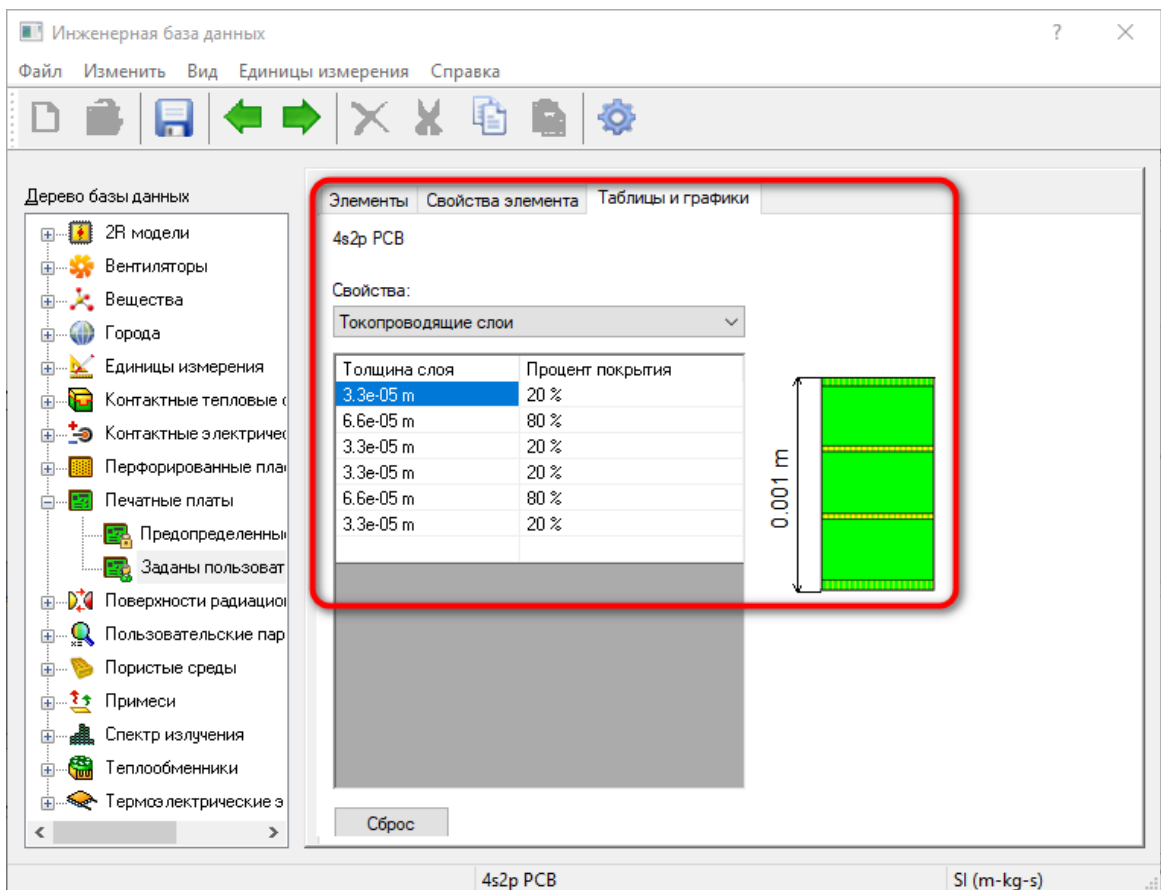 Инженерная база данных
?
Файл Изменить Вид Единицы измерения Справка
Дерево базы данных
2R модели
Вентиляторы
Вещества
Города
Единицы измерения
Контактные тепловые с
Контактные электричес
Перфорированные плас
Печатные платы
Предопределенны
Заданы пользоват
Поверхности радиацион
Пользовательские пар
Пористые среды
Примеси
Спектр излучения
Теплообменники
Термоэлектрические э
Элементы Свойства элемента Таблицы и графики
4s2p PCB
Свойства:
Токопроводящие слои
Толщина слоя Процент покрытия
3.3e-05 m 20 %
6.6e-05 m 80 %
3.3e-05 m 20 %
3.3e-05 m 20 %
6.6e-05 m 80 %
3.3e-05 m 20 %
0.001 m
Сброс
4s2p PCB SI (m-kg-s)